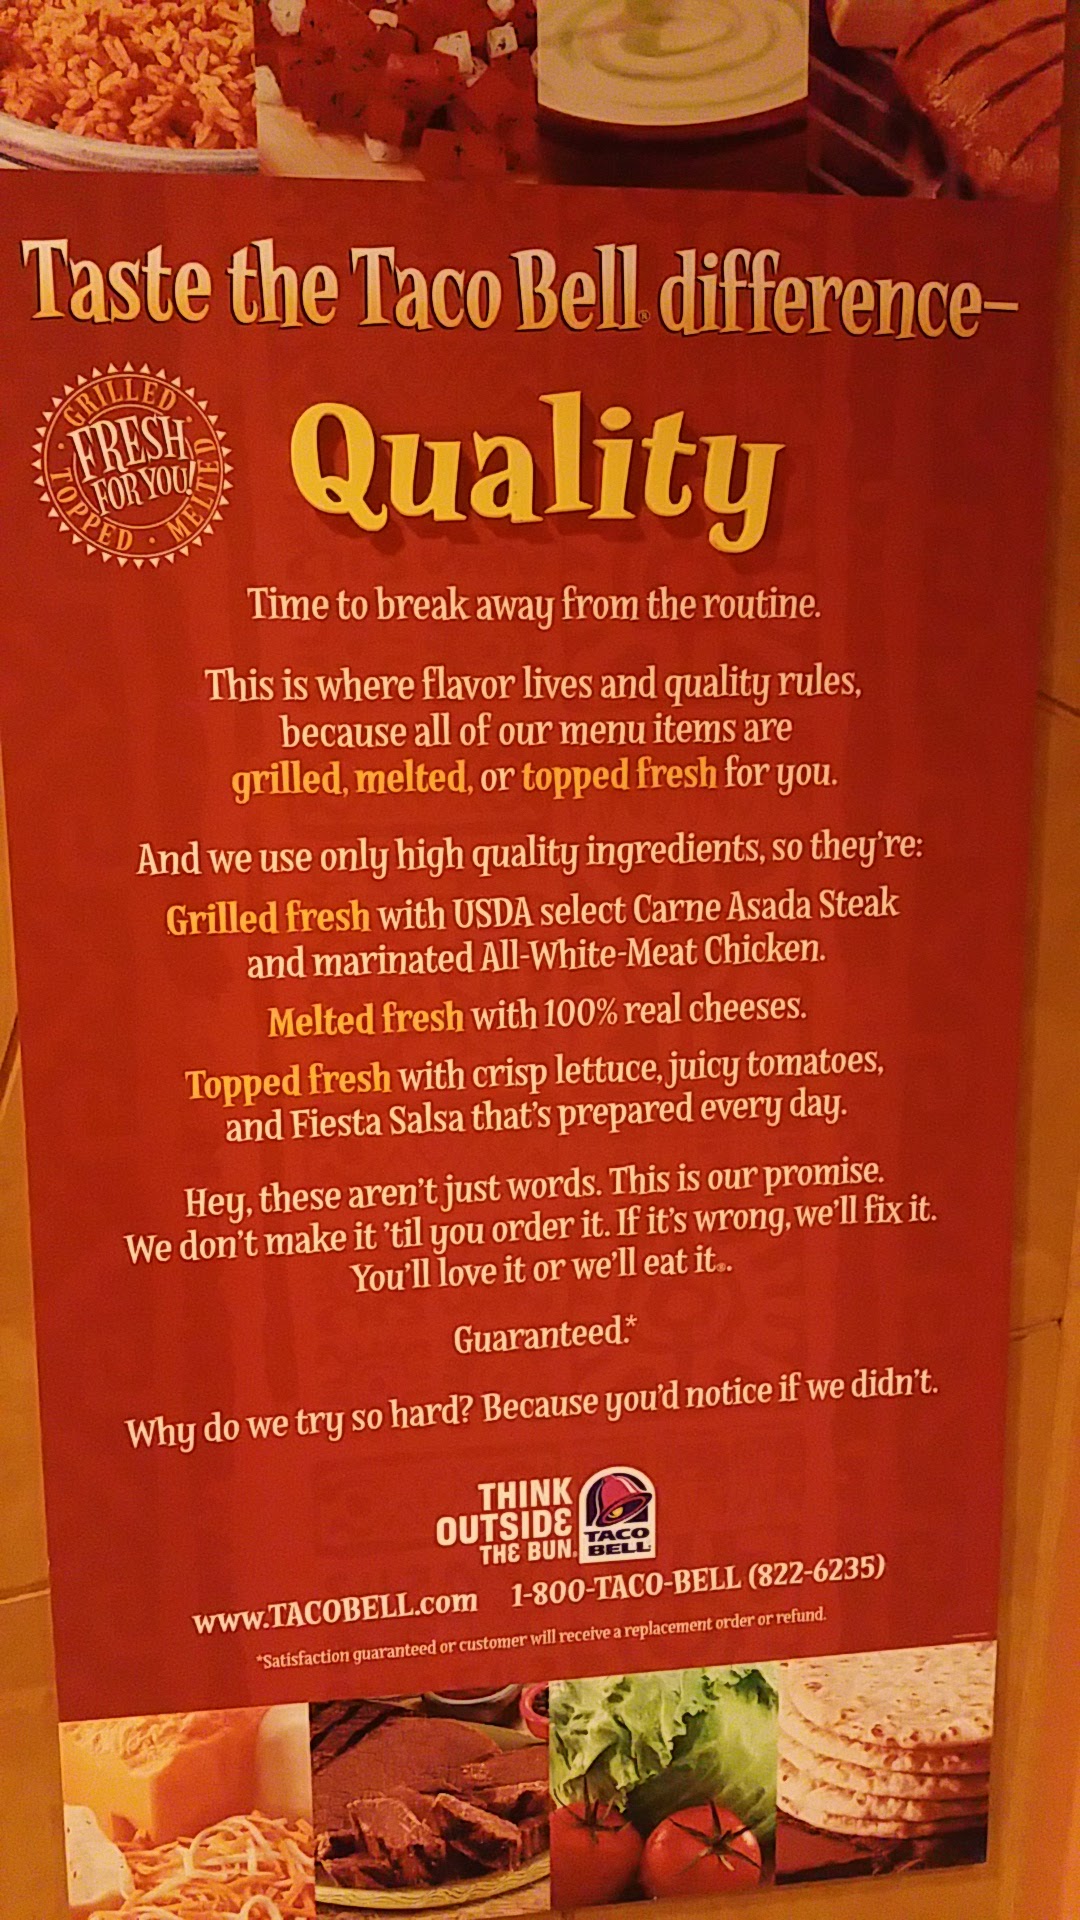 Taste the Taco Bell® difference–
GRILLED
FRESH
FOR YOU!
TOPPED · MELTED
Quality
Time to break away from the routine.
This is where flavor lives and quality rules,
because all of our menu items are
grilled, melted, or topped fresh for you.
And we use only high quality ingredients, so they're:
Grilled fresh with USDA select Carne Asada Steak
and marinated All-White-Meat Chicken.
Melted fresh with 100% real cheeses.
Topped fresh with crisp lettuce, juicy tomatoes,
and Fiesta Salsa that's prepared every day.
Hey, these aren't just words. This is our promise.
We don't make it 'til you order it. If it's wrong, we'll fix it.
You'll love it or we'll eat it®.
Guaranteed.*
Why do we try so hard? Because you'd notice if we didn't.
THINK
OUTSIDE
THE BUN.
TACO
BELL
www.TACOBELL.com 1-800-TACO-BELL (822-6235)
*Satisfaction guaranteed or customer will receive a replacement order or refund.